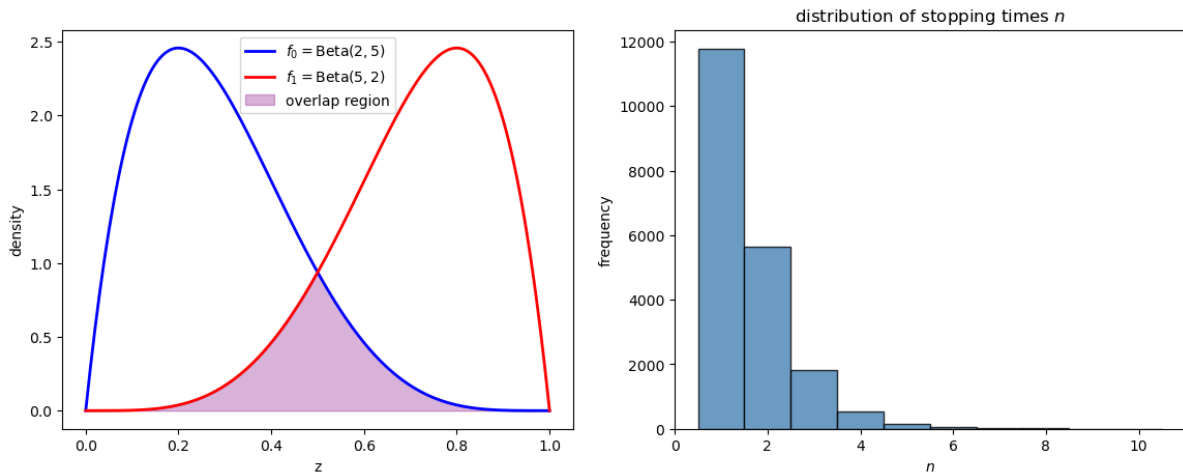 2.5
2.0
1.5
1.0
0.5
0.0
density
0.0 0.2 0.4 0.6 0.8 1.0
z
f₀ = Beta(2, 5)
f₁ = Beta(5, 2)
overlap region
distribution of stopping times n
12000
10000
8000
6000
4000
2000
0
frequency
0 2 4 6 8 10
n